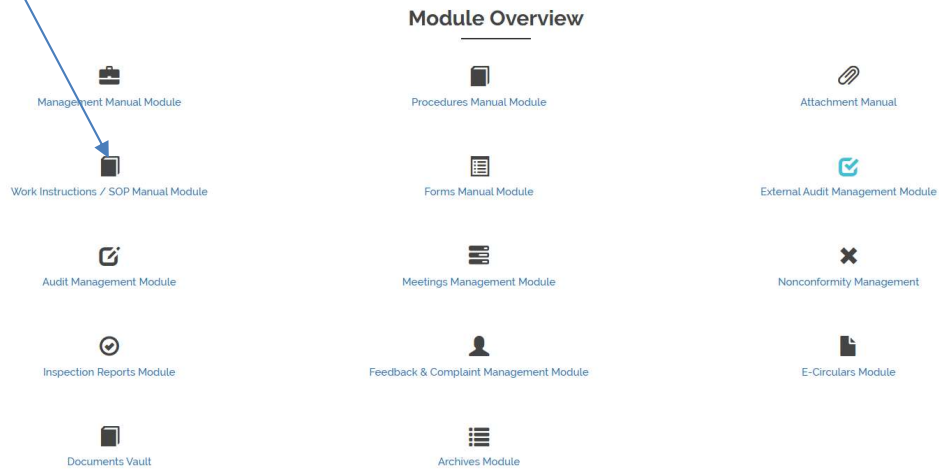 Module Overview
Management Manual Module
Procedures Manual Module
Attachment Manual
Work Instructions / SOP Manual Module
Forms Manual Module
External Audit Management Module
Audit Management Module
Meetings Management Module
Nonconformity Management
Inspection Reports Module
Feedback & Complaint Management Module
E-Circulars Module
Documents Vault
Archives Module